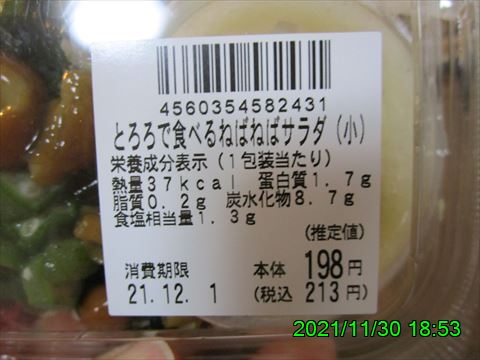 4560354582431
とろろで食べるねばねばサラダ(小)
栄養成分表示(1包装当たり)
熱量37kcal 蛋白質1.7g
脂質0.2g 炭水化物8.7g
食塩相当量1.3g
(推定値)
消費期限 本体 198円
21.12.1 (税込 213円)
2021/11/30 18:53